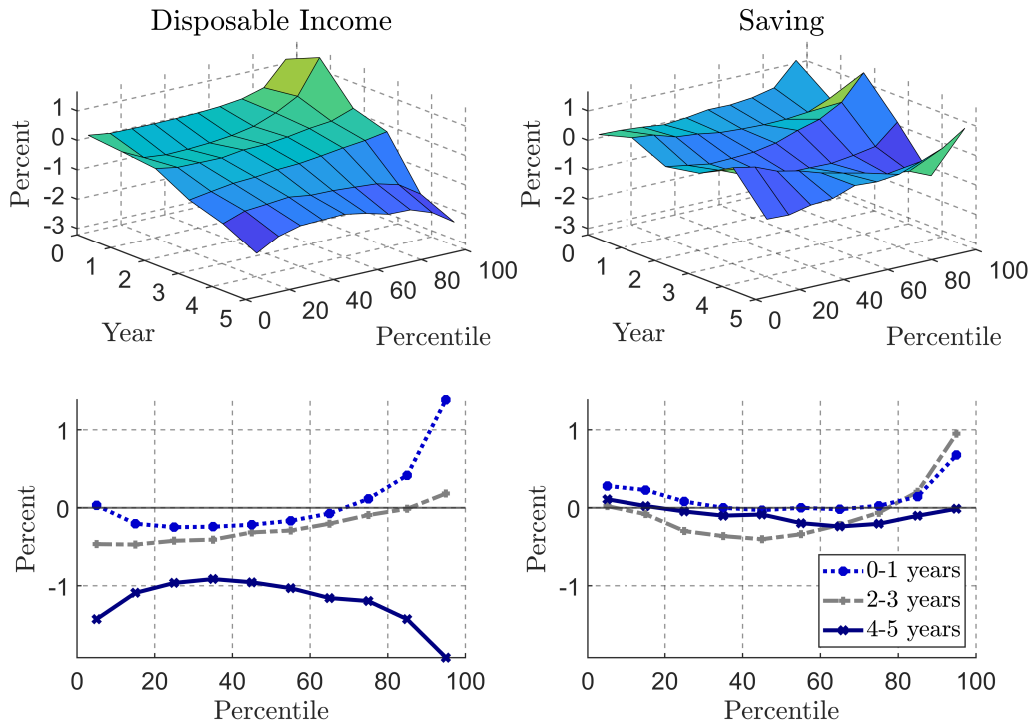 Disposable Income
1
0
-1
-2
-3
Percent
0
1
2
3
4
5
Year
0
20
40
60
80
100
Percentile
Saving
1
0
-1
-2
-3
Percent
0
1
2
3
4
5
Year
0
20
40
60
80
100
Percentile
1
0
-1
Percent
0 20 40 60 80 100
Percentile
1
0
-1
Percent
0-1 years
2-3 years
4-5 years
0 20 40 60 80 100
Percentile